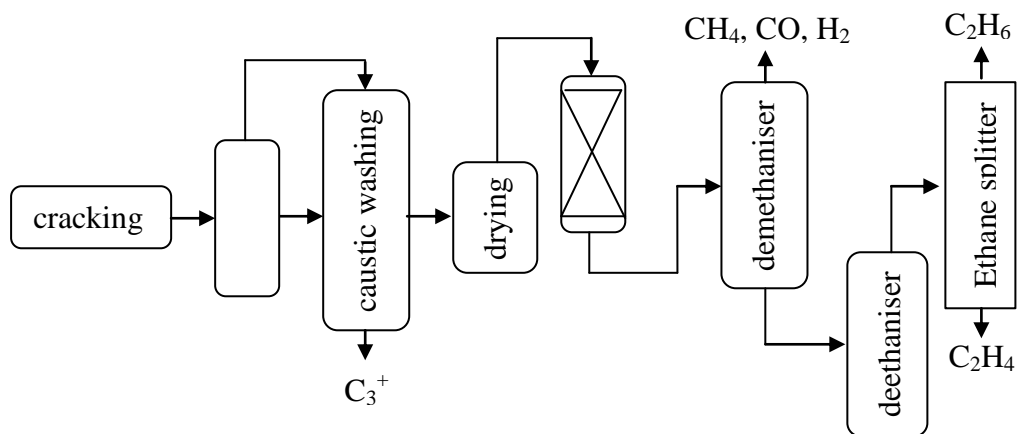 cracking
caustic washing
C₃⁺
drying
CH₄, CO, H₂
demethaniser
deethaniser
C₂H₆
Ethane splitter
C₂H₄